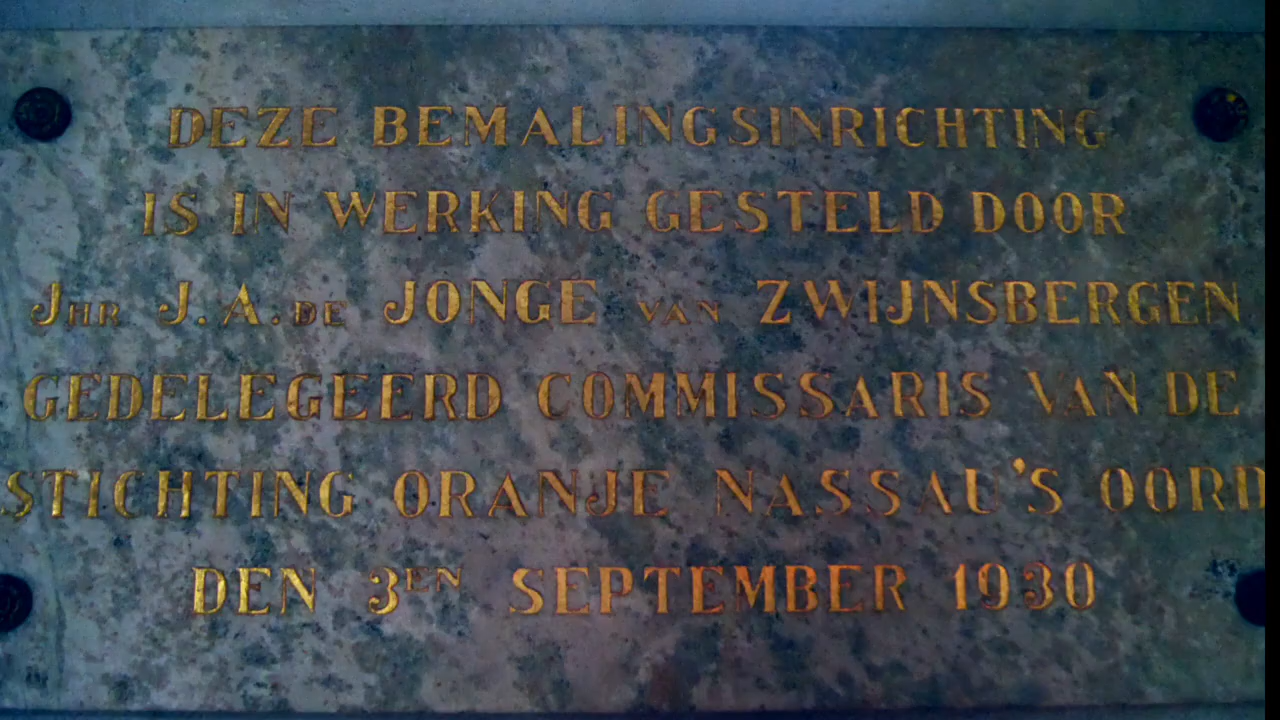 DEZE BEMALINGSINRICHTING
IS IN WERKING GESTELD DOOR
JHR J.A. DE JONGE VAN ZWIJNSBERGEN
GEDELEGEERD COMMISSARIS VAN DE
STICHTING ORANJE NASSAU'S OORD
DEN 3EN SEPTEMBER 1930